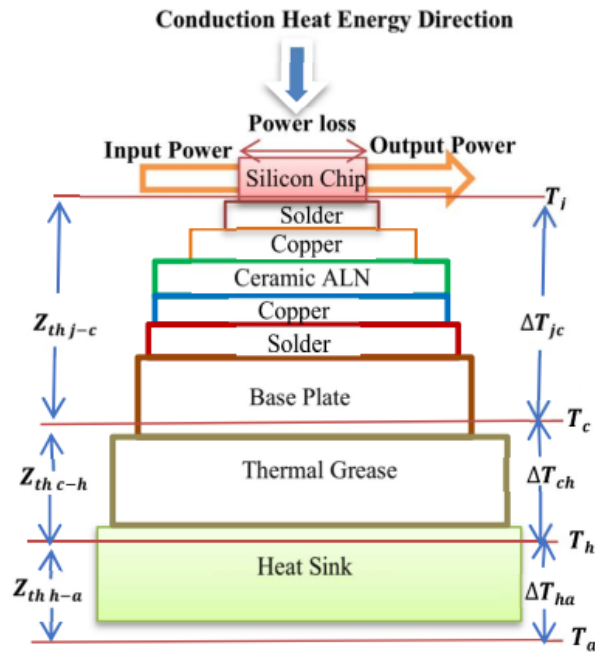 Conduction Heat Energy Direction
Power loss
Input Power
Output Power
Silicon Chip
T_i
Solder
Copper
Ceramic ALN
Z_th j-c
Copper
ΔT_jc
Solder
Base Plate
T_c
Z_th c-h
Thermal Grease
ΔT_ch
T_h
Heat Sink
Z_th h-a
ΔT_ha
T_a